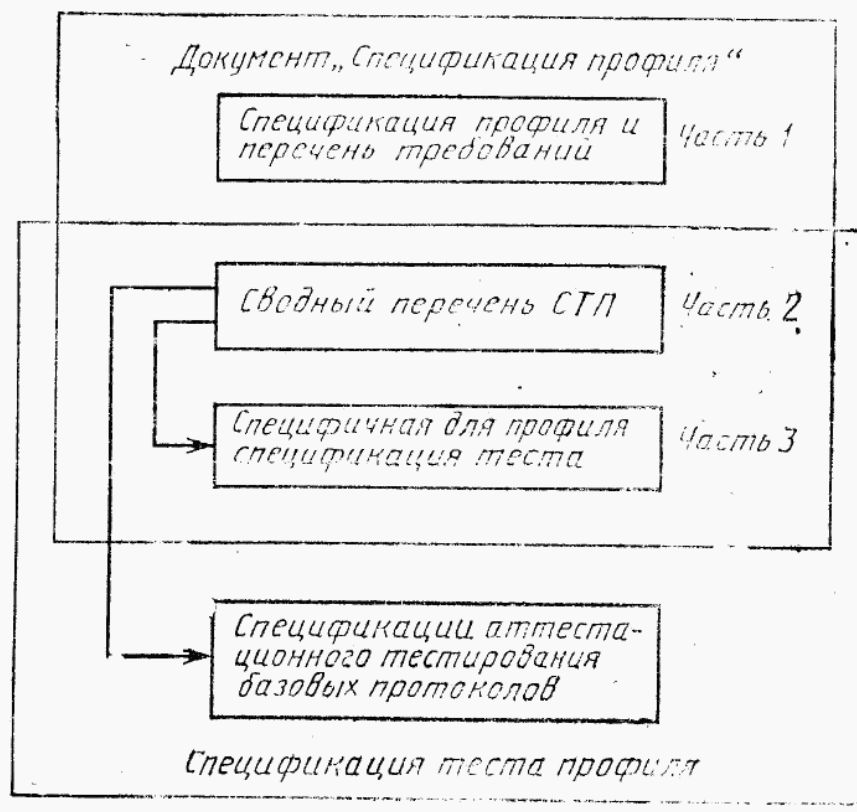 Документ „Спецификация профиля“
Спецификация профиля и
перечень требований
Часть 1
Сводный перечень СТП
Часть 2
Специфичная для профиля
спецификация теста
Часть 3
Спецификации аттеста-
ционного тестирования
базовых протоколов
Спецификация теста профиля